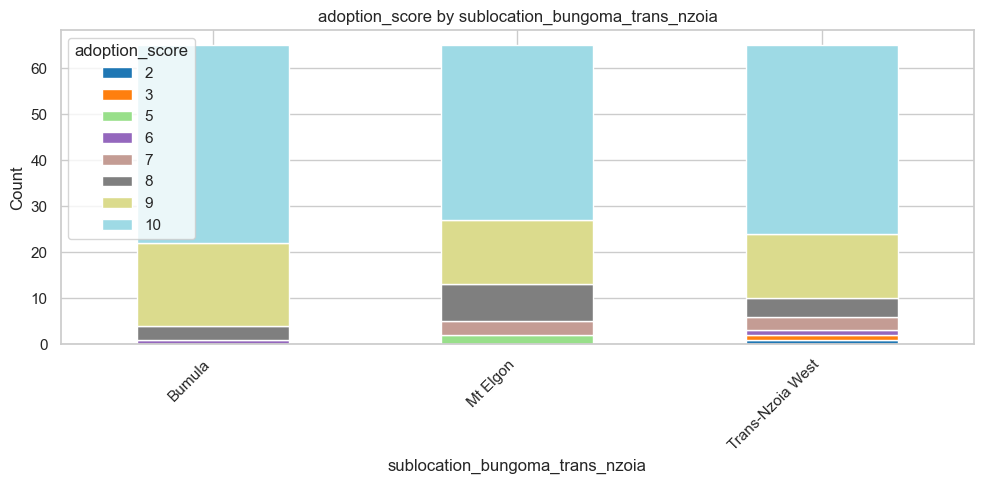 adoption_score by sublocation_bungoma_trans_nzoia
adoption_score
2
3
5
6
7
8
9
10
Count
60
50
40
30
20
10
0
Bumula
Mt Elgon
Trans-Nzoia West
sublocation_bungoma_trans_nzoia